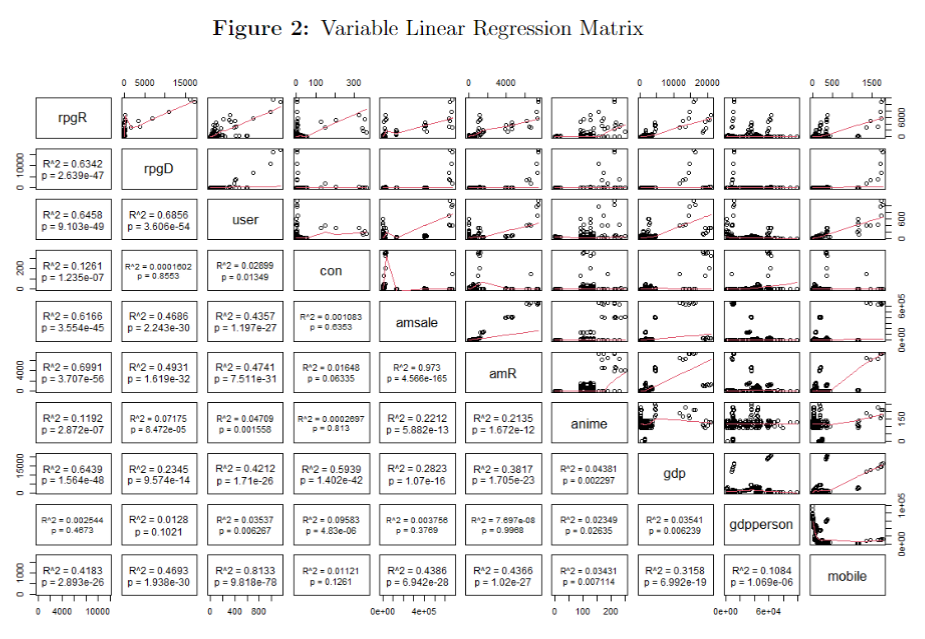 Figure 2: Variable Linear Regression Matrix
0 5000 15000 0 100 300 0 4000 0 10000 20000 0 500 1500
rpgR 0 6000
0 10000 R^2 = 0.6342 rpgD
p = 2.639e-47
R^2 = 0.6458 R^2 = 0.6856 user 0 600
p = 9.103e-49 p = 3.606e-54
0 200 R^2 = 0.1261 R^2 = 0.0001602 R^2 = 0.02899 con
p = 1.235e-07 p = 0.8553 p = 0.01349
R^2 = 0.6166 R^2 = 0.4686 R^2 = 0.4357 R^2 = 0.001083 amsale 0e+00 6e+05
p = 3.554e-45 p = 2.243e-30 p = 1.197e-27 p = 0.6353
0 4000 R^2 = 0.6991 R^2 = 0.4931 R^2 = 0.4741 R^2 = 0.01648 R^2 = 0.973 amR
p = 3.707e-56 p = 1.619e-32 p = 7.511e-31 p = 0.06335 p = 4.566e-165
R^2 = 0.1192 R^2 = 0.07175 R^2 = 0.04709 R^2 = 0.0002697 R^2 = 0.2212 R^2 = 0.2135 anime 0 150
p = 2.872e-07 p = 8.472e-05 p = 0.001558 p = 0.813 p = 5.882e-13 p = 1.672e-12
0 15000 R^2 = 0.6439 R^2 = 0.2345 R^2 = 0.4212 R^2 = 0.5939 R^2 = 0.2823 R^2 = 0.3817 R^2 = 0.04381 gdp
p = 1.564e-48 p = 9.574e-14 p = 1.71e-26 p = 1.402e-42 p = 1.07e-16 p = 1.705e-23 p = 0.002297
R^2 = 0.002544 R^2 = 0.0128 R^2 = 0.03537 R^2 = 0.09583 R^2 = 0.003756 R^2 = 7.697e-08 R^2 = 0.02349 R^2 = 0.03541 gdpperson 0e+00 1e+05
p = 0.4673 p = 0.1021 p = 0.006267 p = 4.83e-06 p = 0.3769 p = 0.9968 p = 0.02635 p = 0.006239
0 1000 R^2 = 0.4183 R^2 = 0.4693 R^2 = 0.8133 R^2 = 0.01121 R^2 = 0.4386 R^2 = 0.4366 R^2 = 0.03431 R^2 = 0.3158 R^2 = 0.1084 mobile
p = 2.893e-26 p = 1.938e-30 p = 9.818e-78 p = 0.1261 p = 6.942e-28 p = 1.02e-27 p = 0.007114 p = 6.992e-19 p = 1.069e-06
0 4000 10000 0 400 1000 0e+00 4e+05 0 100 200 0e+00 6e+04